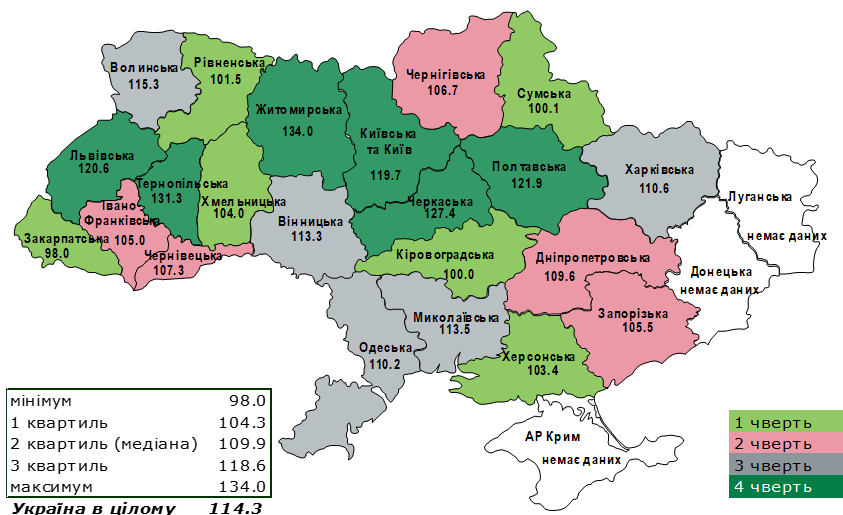 Волинська
115.3
Рівненська
101.5
Житомирська
134.0
Київська
та Київ
119.7
Чернігівська
106.7
Сумська
100.1
Львівська
120.6
Тернопільська
131.3
Хмельницька
104.0
Івано
Франківська
105.0
Закарпатська
98.0
Чернівецька
107.3
Вінницька
113.3
Черкаська
127.4
Полтавська
121.9
Харківська
110.6
Луганська
немає даних
Донецька
немає даних
Кіровоградська
100.0
Дніпропетровська
109.6
Запорізька
105.5
Миколаївська
113.5
Одеська
110.2
Херсонська
103.4
АР Крим
немає даних
мінімум 98.0
1 квартиль 104.3
2 квартиль (медіана) 109.9
3 квартиль 118.6
максимум 134.0
Україна в цілому 114.3
1 чверть
2 чверть
3 чверть
4 чверть